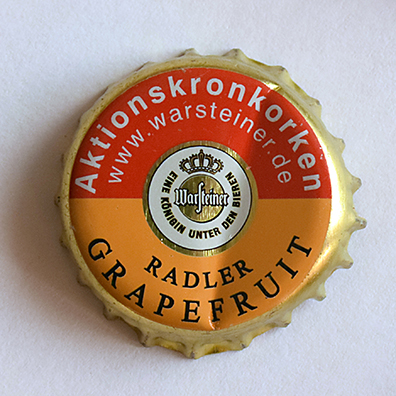 Aktionskronkorken
www.warsteiner.de
EINE KÖNIGIN UNTER DEN BIEREN
Warsteiner
RADLER
GRAPEFRUIT